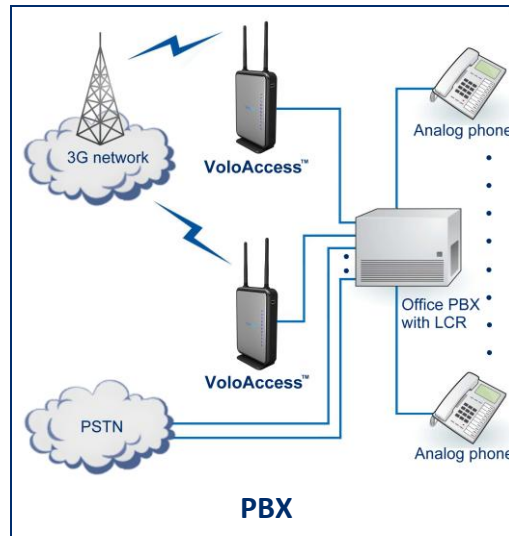 3G network
VoloAccess™
Analog phone
Office PBX
with LCR
VoloAccess™
PSTN
Analog phone
PBX